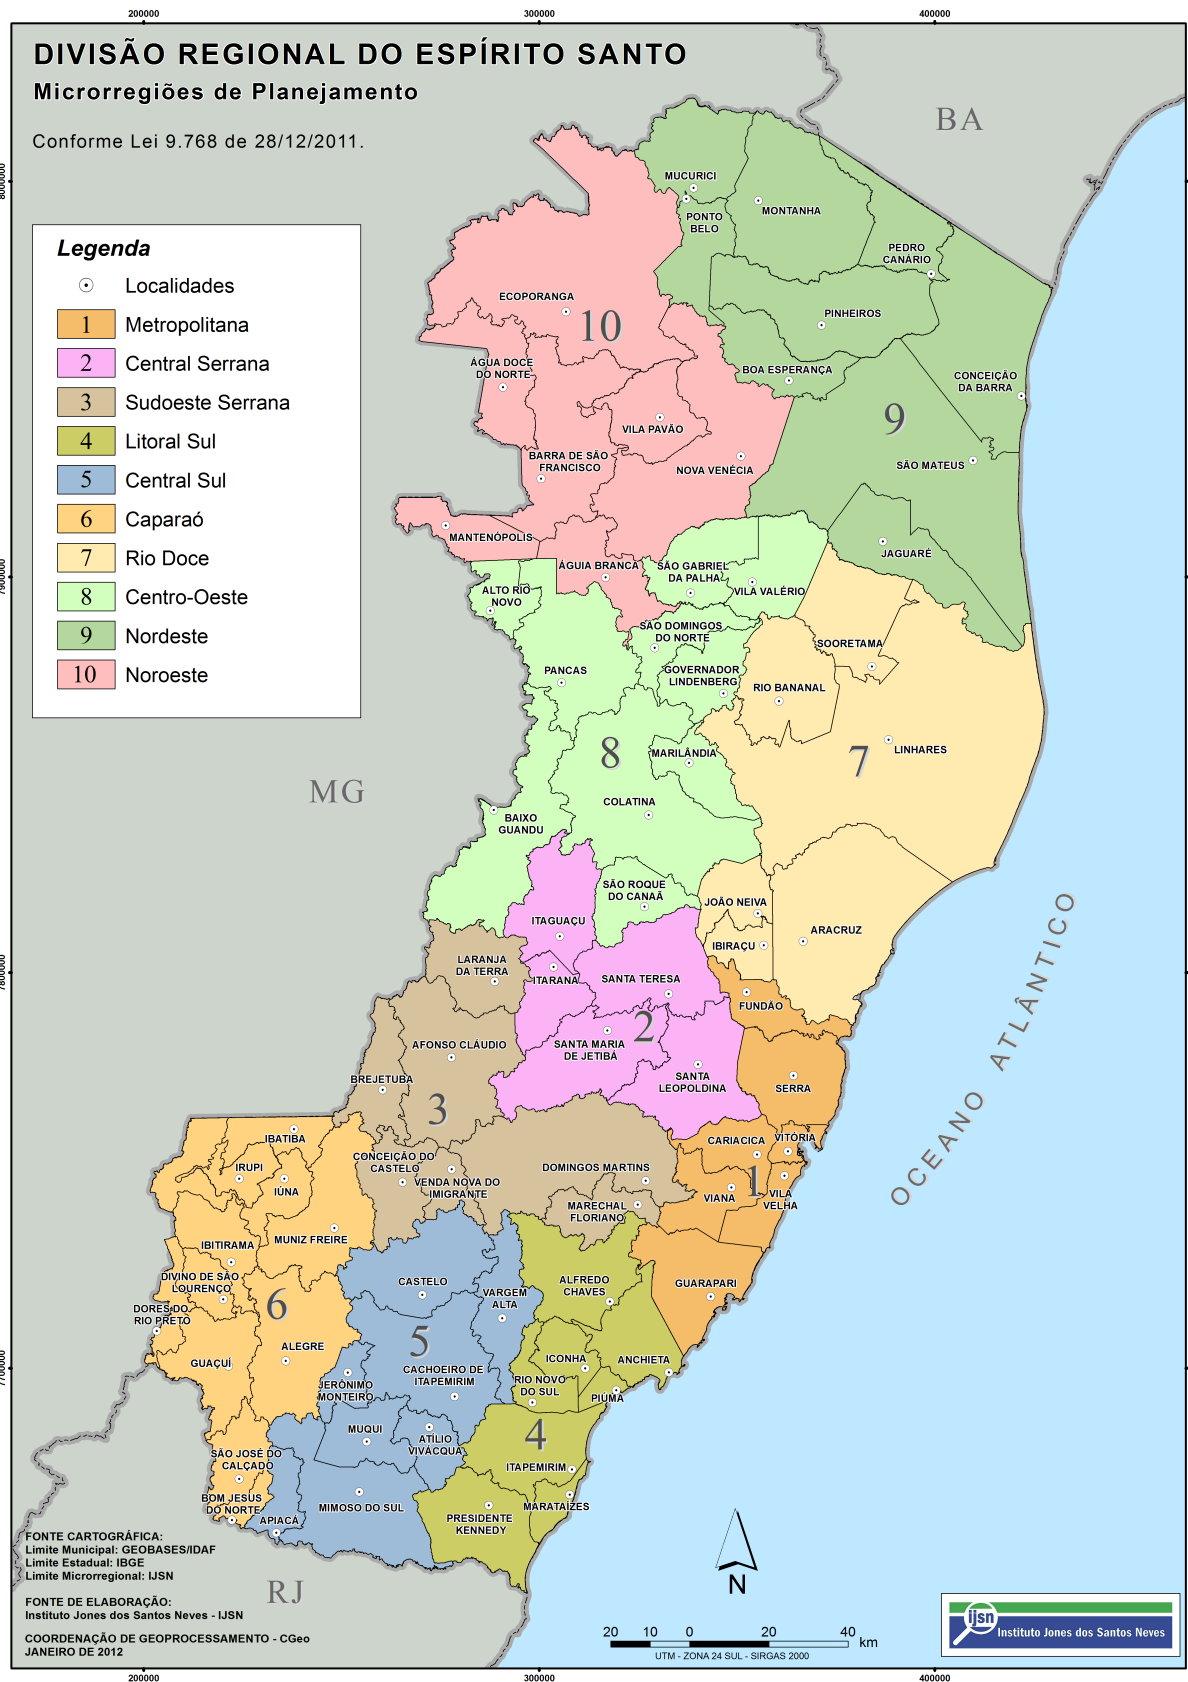 200000
300000
400000
DIVISÃO REGIONAL DO ESPÍRITO SANTO
Microrregiões de Planejamento
Conforme Lei 9.768 de 28/12/2011.
BA
8000000
Legenda
Localidades
1 Metropolitana
2 Central Serrana
3 Sudoeste Serrana
4 Litoral Sul
5 Central Sul
6 Caparaó
7 Rio Doce
8 Centro-Oeste
9 Nordeste
10 Noroeste
MUCURICI
PONTO
BELO
MONTANHA
PEDRO
CANÁRIO
ECOPORANGA
10
PINHEIROS
ÁGUA DOCE
DO NORTE
BOA ESPERANÇA
CONCEIÇÃO
DA BARRA
9
VILA PAVÃO
BARRA DE SÃO
FRANCISCO
NOVA VENÉCIA
SÃO MATEUS
MANTENÓPOLIS
JAGUARÉ
7900000
ÁGUIA BRANCA
SÃO GABRIEL
DA PALHA
VILA VALÉRIO
ALTO RIO
NOVO
SÃO DOMINGOS
DO NORTE
SOORETAMA
PANCAS
GOVERNADOR
LINDENBERG
RIO BANANAL
8
MARILÂNDIA
7
LINHARES
MG
COLATINA
BAIXO
GUANDU
SÃO ROQUE
DO CANAÃ
JOÃO NEIVA
ITAGUAÇU
IBIRAÇU
ARACRUZ
OCEANO ATLÂNTICO
7800000
LARANJA
DA TERRA
ITARANA
SANTA TERESA
FUNDÃO
2
AFONSO CLÁUDIO
SANTA MARIA
DE JETIBÁ
SANTA
LEOPOLDINA
SERRA
BREJETUBA
3
IBATIBA
CARIACICA
VITÓRIA
IRUPI
IÚNA
CONCEIÇÃO DO
CASTELO
VENDA NOVA DO
IMIGRANTE
DOMINGOS MARTINS
1
VIANA
VILA
VELHA
MARECHAL
FLORIANO
IBITIRAMA
MUNIZ FREIRE
DIVINO DE SÃO
LOURENÇO
CASTELO
VARGEM
ALTA
ALFREDO
CHAVES
GUARAPARI
DORES DO
RIO PRETO
6
5
GUAÇUÍ
ALEGRE
7700000
JERÔNIMO
MONTEIRO
CACHOEIRO DE
ITAPEMIRIM
ICONHA
ANCHIETA
RIO NOVO
DO SUL
PIÚMA
MUQUI
ATÍLIO
VIVÁCQUA
4
SÃO JOSÉ DO
CALÇADO
ITAPEMIRIM
BOM JESUS
DO NORTE
APIACÁ
MIMOSO DO SUL
MARATAÍZES
PRESIDENTE
KENNEDY
FONTE CARTOGRÁFICA:
Limite Municipal: GEOBASES/IDAF
Limite Estadual: IBGE
Limite Microrregional: IJSN
RJ
FONTE DE ELABORAÇÃO:
Instituto Jones dos Santos Neves - IJSN
COORDENAÇÃO DE GEOPROCESSAMENTO - CGeo
JANEIRO DE 2012
N
20 10 0 20 40 km
UTM - ZONA 24 SUL - SIRGAS 2000
ijsn
Instituto Jones dos Santos Neves
200000
300000
400000